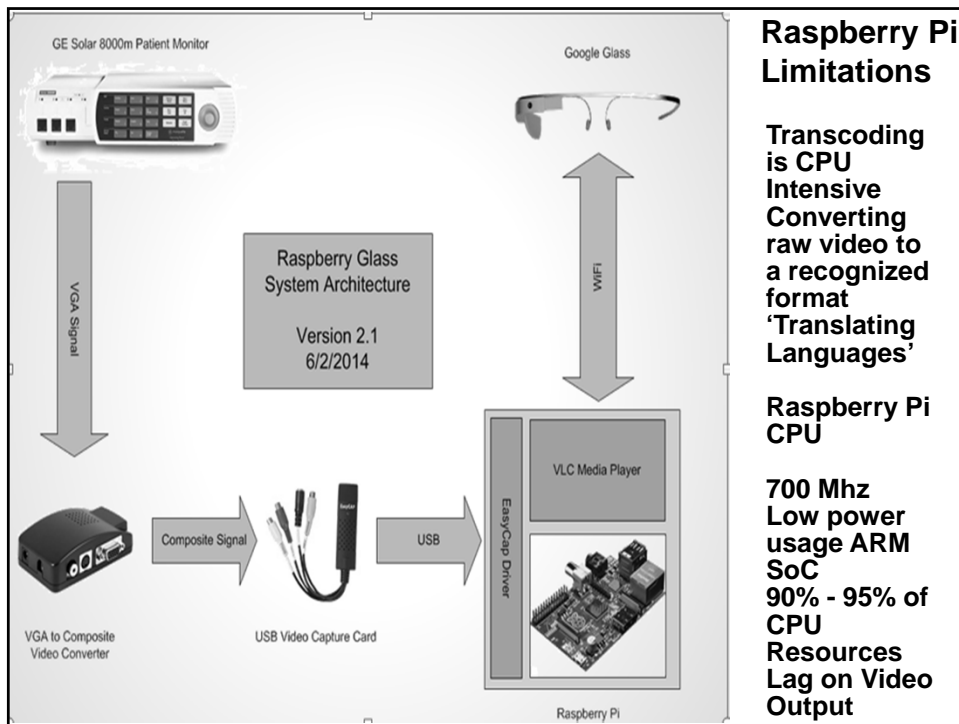 GE Solar 8000m Patient Monitor
Google Glass
VGA Signal
WiFi
Raspberry Glass
System Architecture
Version 2.1
6/2/2014
VLC Media Player
EasyCap Driver
Composite Signal
USB
VGA to Composite
Video Converter
USB Video Capture Card
Raspberry Pi
Raspberry Pi
Limitations
Transcoding
is CPU
Intensive
Converting
raw video to
a recognized
format
‘Translating
Languages’
Raspberry Pi
CPU
700 Mhz
Low power
usage ARM
SoC
90% - 95% of
CPU
Resources
Lag on Video
Output